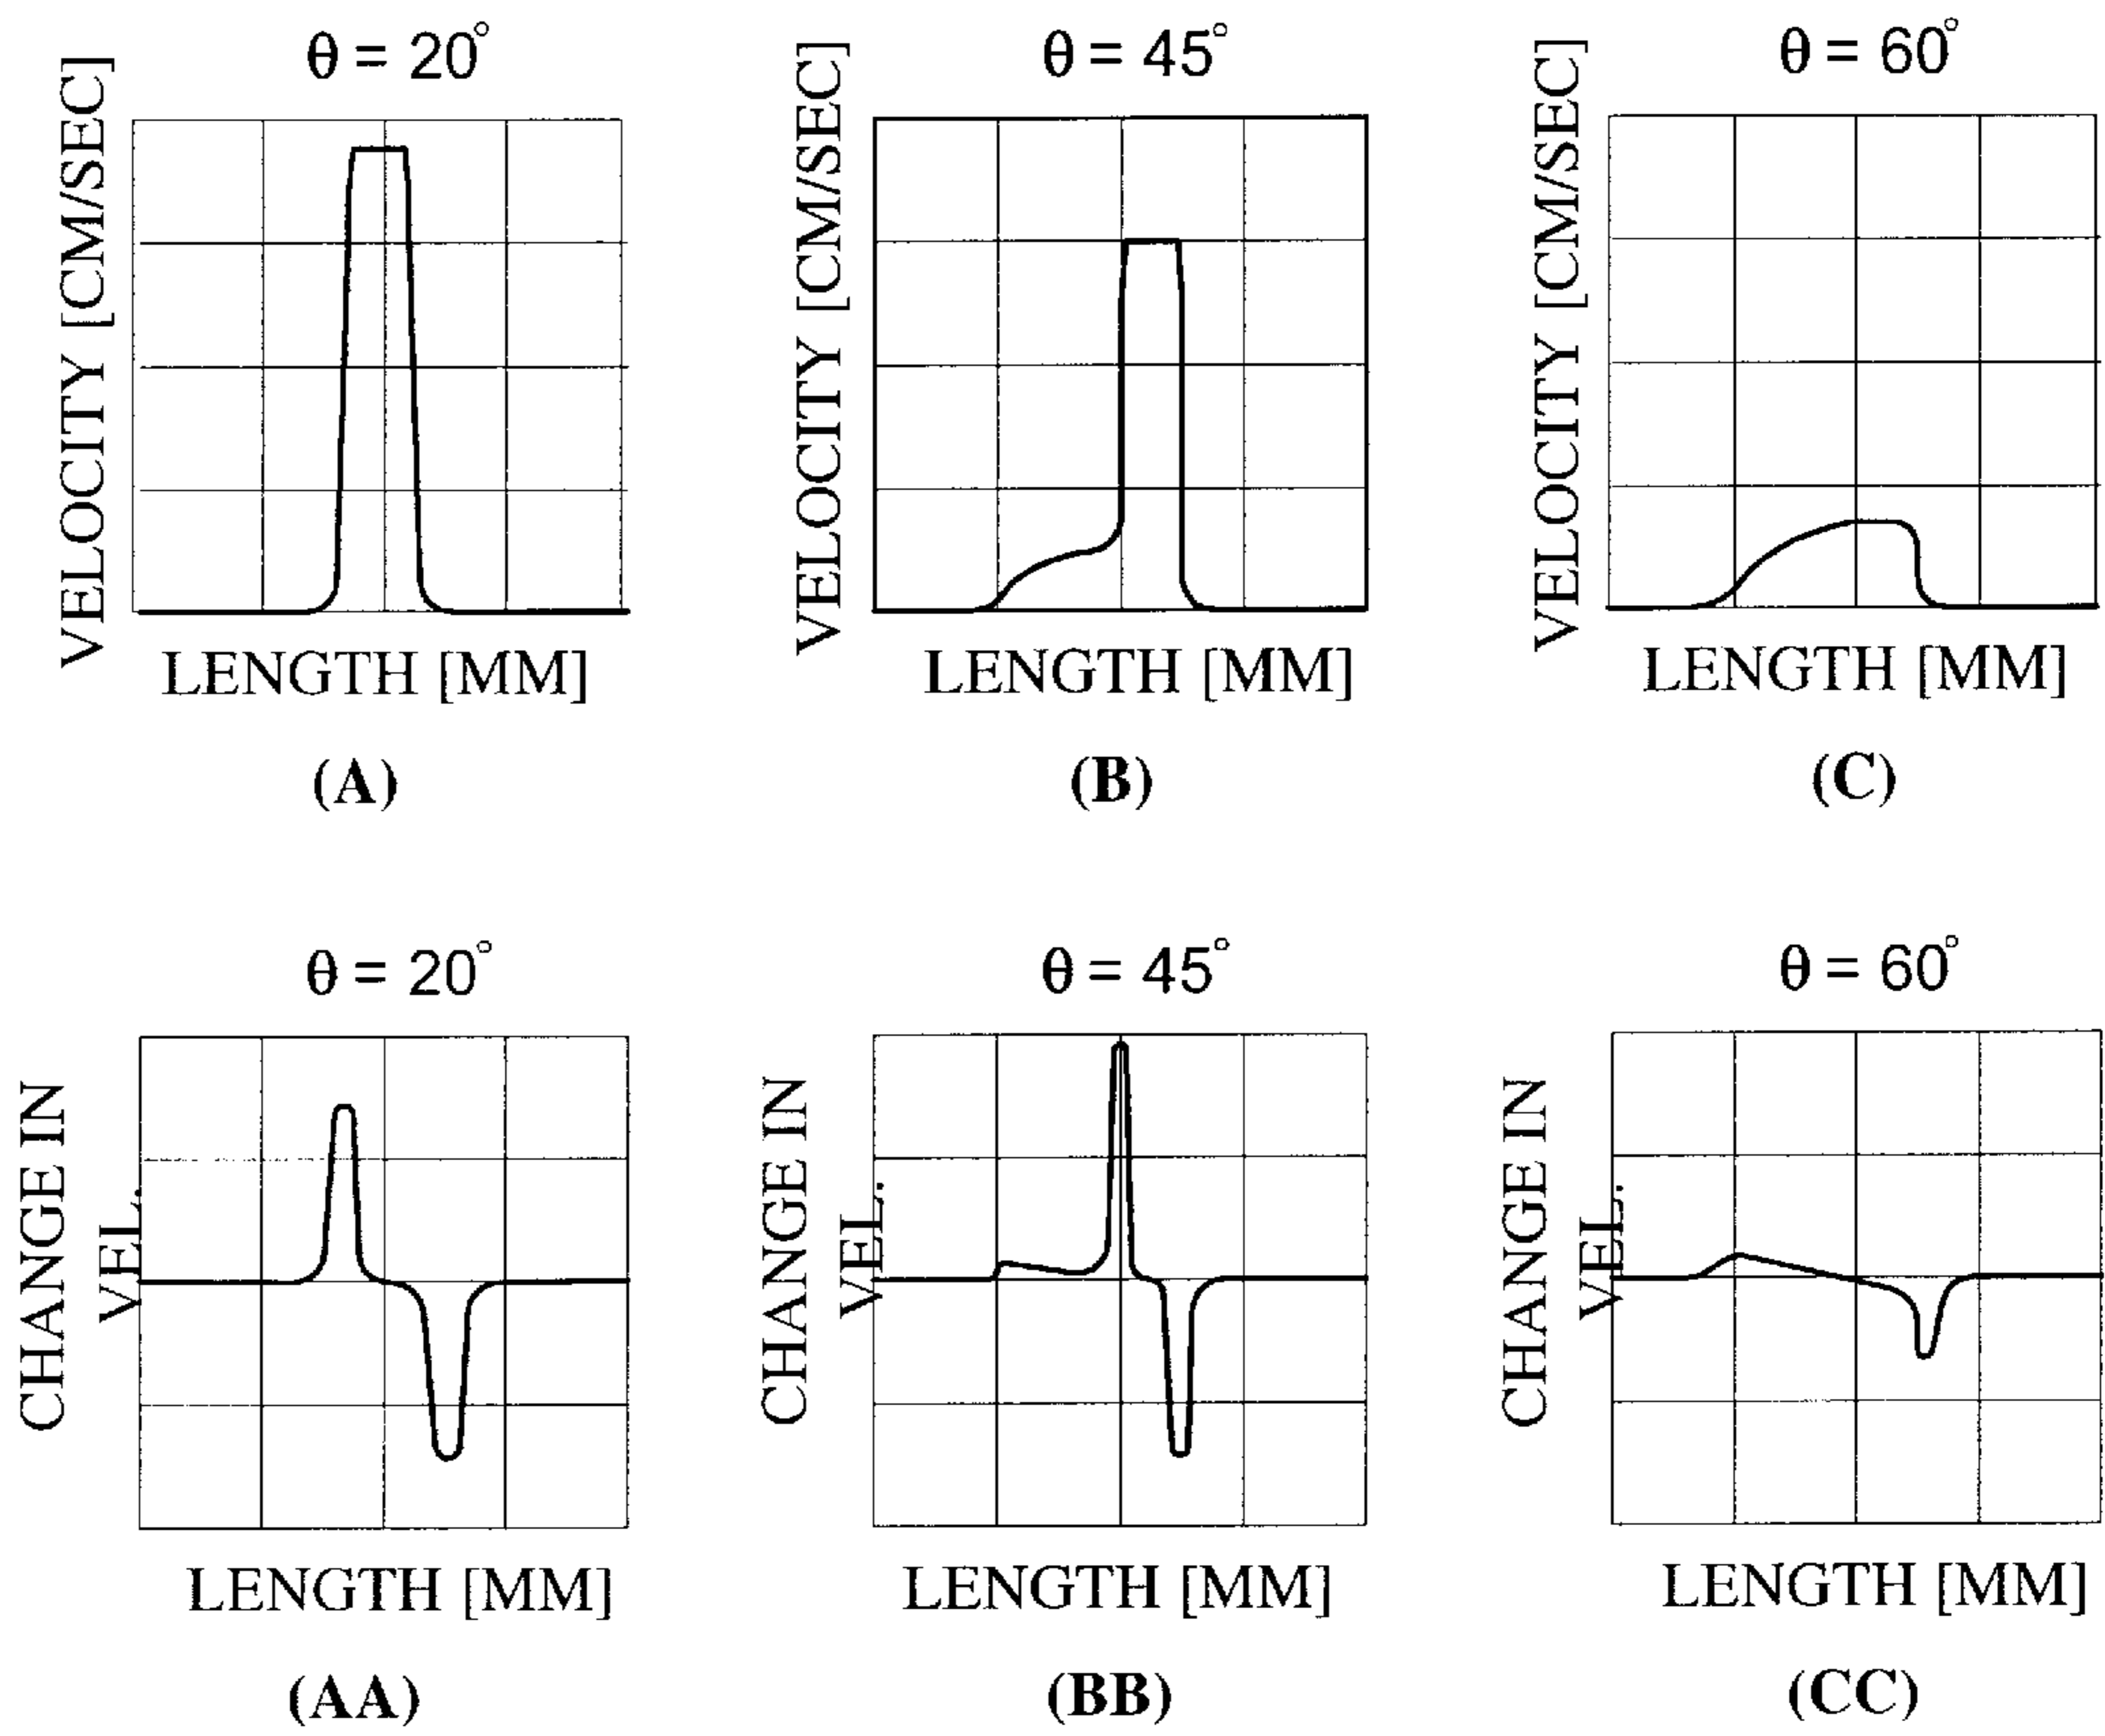 θ = 20°
θ = 45°
θ = 60°
VELOCITY [CM/SEC]
VELOCITY [CM/SEC]
VELOCITY [CM/SEC]
LENGTH [MM]
LENGTH [MM]
LENGTH [MM]
(A)
(B)
(C)
θ = 20°
θ = 45°
θ = 60°
CHANGE IN
VEL.
CHANGE IN
VEL.
CHANGE IN
VEL.
LENGTH [MM]
LENGTH [MM]
LENGTH [MM]
(AA)
(BB)
(CC)